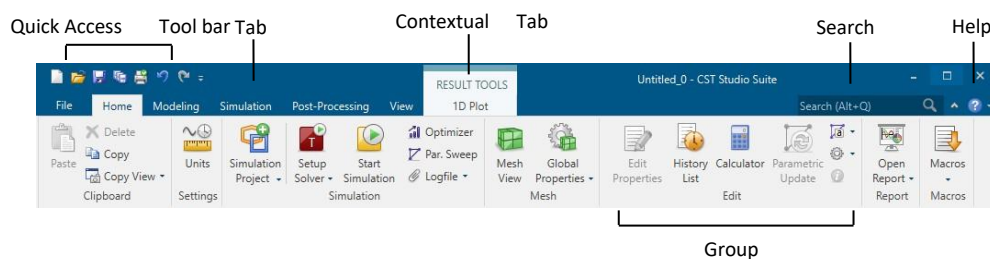 Quick Access Tool bar Tab Contextual Tab Search Help
RESULT TOOLS Untitled_0 - CST Studio Suite
File Home Modeling Simulation Post-Processing View 1D Plot Search (Alt+Q)
Paste
Delete
Copy
Copy View
Clipboard
Units
Settings
Simulation
Project
Setup
Solver
Start
Simulation
Optimizer
Par. Sweep
Logfile
Simulation
Mesh
View
Global
Properties
Mesh
Edit
Properties
History
List
Calculator
Parametric
Update
Edit
Open
Report
Report
Macros
Macros
Group